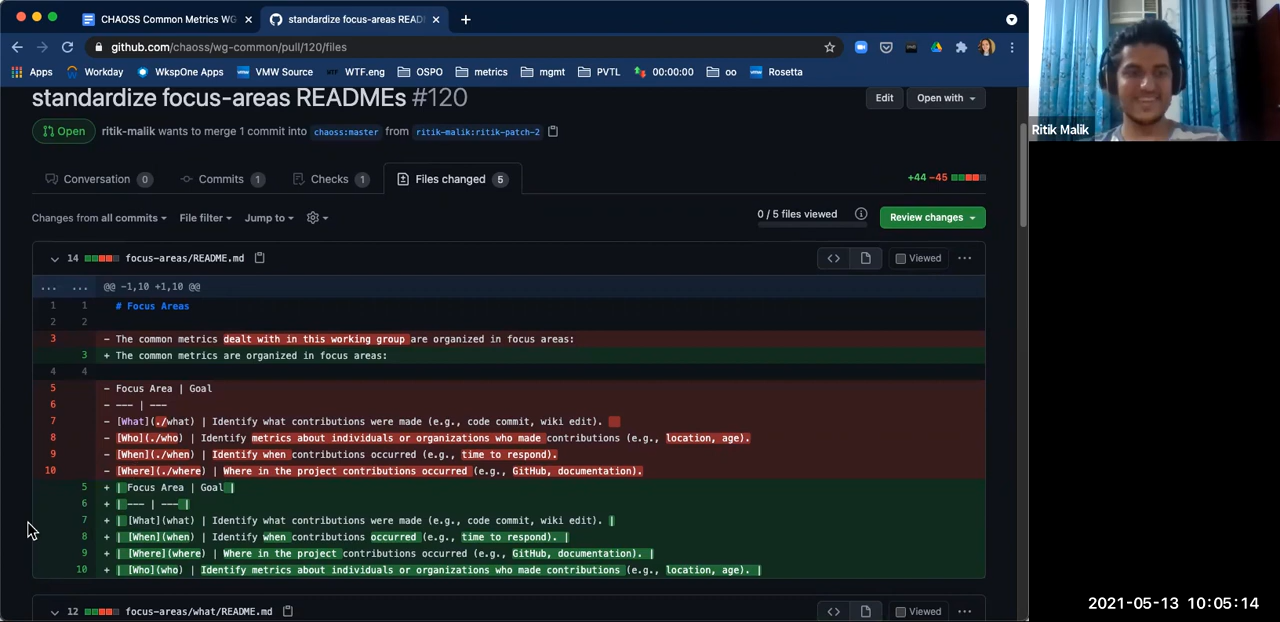 CHAOSS Common Metrics WG
standardize focus-areas READ
github.com/chaoss/wg-common/pull/120/files
Apps Workday WkspOne Apps VMW Source WTF.eng OSPO metrics mgmt PVTL 00:00:00 oo Rosetta
standardize focus-areas READMEs #120
Edit Open with
Open ritik-malik wants to merge 1 commit into chaoss:master from ritik-malik:ritik-patch-2
Conversation 0 Commits 1 Checks 1 Files changed 5
+44 −45
Changes from all commits File filter Jump to
0 / 5 files viewed
Review changes
14 focus-areas/README.md Viewed
... ... @@ -1,10 +1,10 @@
1 1 # Focus Areas
2 2
3 - The common metrics dealt with in this working group are organized in focus areas:
3 + The common metrics are organized in focus areas:
4 4
5 - Focus Area | Goal
6 - --- | ---
7 - [What](./what) | Identify what contributions were made (e.g., code commit, wiki edit).
8 - [Who](./who) | Identify metrics about individuals or organizations who made contributions (e.g., location, age).
9 - [When](./when) | Identify when contributions occurred (e.g., time to respond).
10 - [Where](./where) | Where in the project contributions occurred (e.g., GitHub, documentation).
5 + | Focus Area | Goal |
6 + | --- | --- |
7 + | [What](what) | Identify what contributions were made (e.g., code commit, wiki edit). |
8 + | [When](when) | Identify when contributions occurred (e.g., time to respond). |
9 + | [Where](where) | Where in the project contributions occurred (e.g., GitHub, documentation). |
10 + | [Who](who) | Identify metrics about individuals or organizations who made contributions (e.g., location, age). |
12 focus-areas/what/README.md Viewed
Ritik Malik
2021-05-13 10:05:14